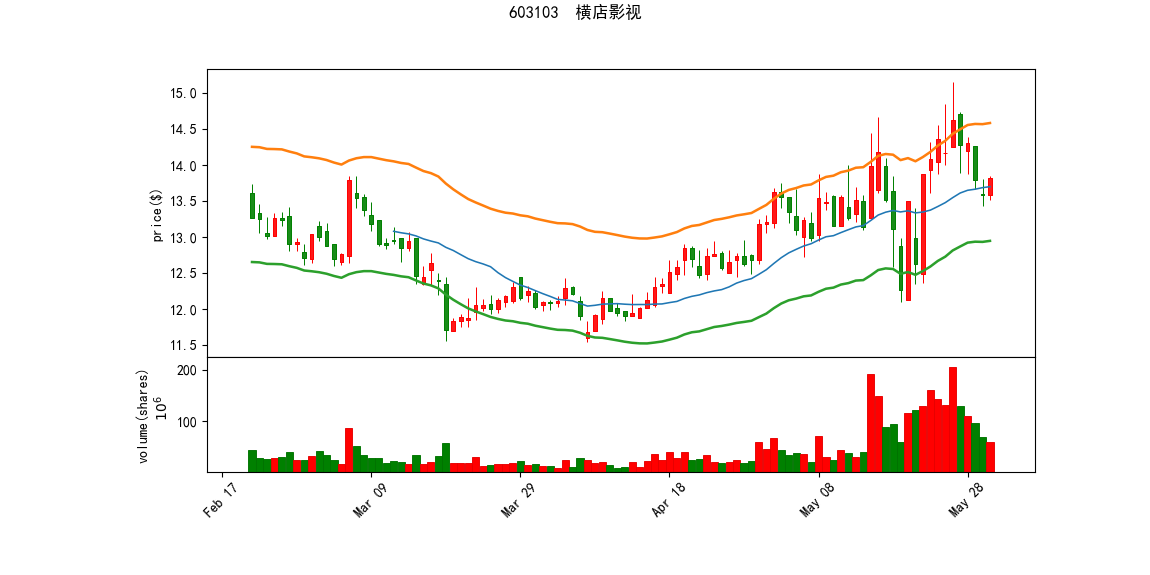 603103  横店影视
price($)
15.0
14.5
14.0
13.5
13.0
12.5
12.0
11.5
volume(shares)
10^6
200
100
Feb 17
Mar 09
Mar 29
Apr 18
May 08
May 28